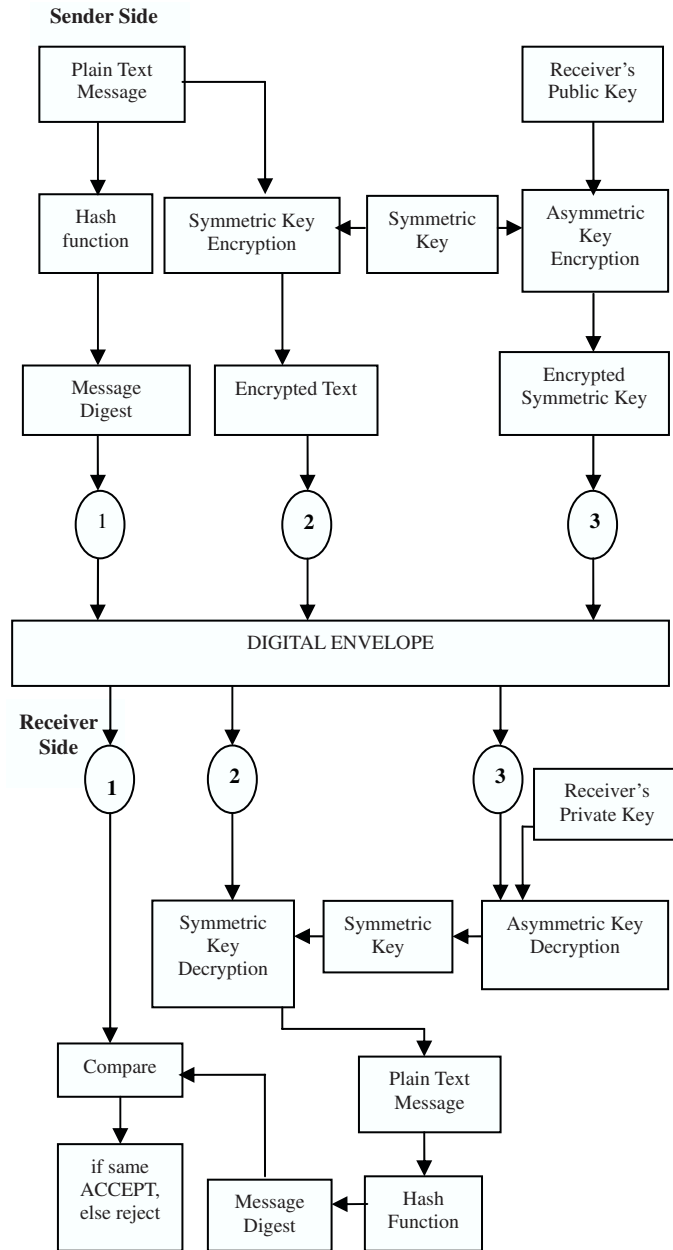 Sender Side
Plain Text
Message
Receiver's
Public Key
Hash
function
Symmetric Key
Encryption
Symmetric
Key
Asymmetric
Key
Encryption
Message
Digest
Encrypted Text
Encrypted
Symmetric Key
1
2
3
DIGITAL ENVELOPE
Receiver
Side
1
2
3
Receiver's
Private Key
Symmetric
Key
Decryption
Symmetric
Key
Asymmetric Key
Decryption
Compare
Plain Text
Message
if same
ACCEPT,
else reject
Message
Digest
Hash
Function